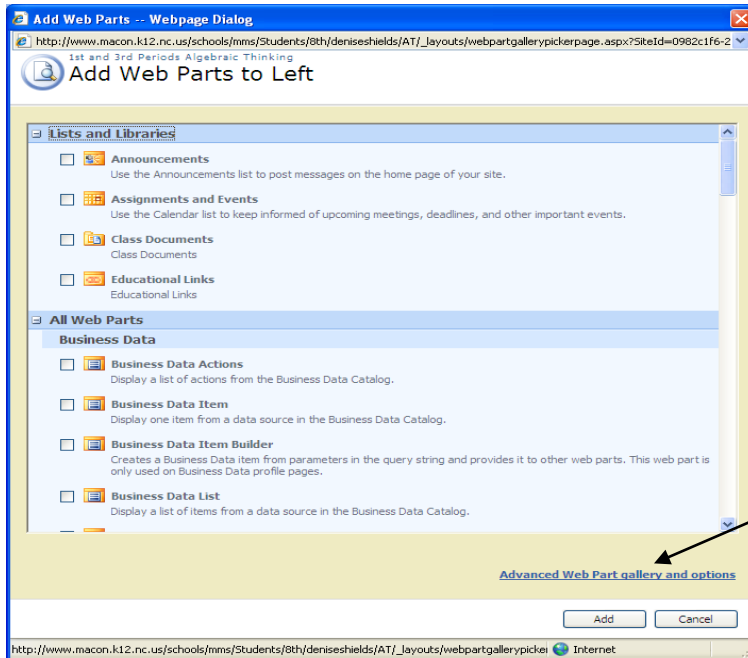 Add Web Parts -- Webpage Dialog
http://www.macon.k12.nc.us/schools/mms/Students/8th/deniseshields/AT/_layouts/webpartgallerypickerpage.aspx?SiteId=0982c1f6-2
1st and 3rd Periods Algebraic Thinking
Add Web Parts to Left
Lists and Libraries
Announcements
Use the Announcements list to post messages on the home page of your site.
Assignments and Events
Use the Calendar list to keep informed of upcoming meetings, deadlines, and other important events.
Class Documents
Class Documents
Educational Links
Educational Links
All Web Parts
Business Data
Business Data Actions
Display a list of actions from the Business Data Catalog.
Business Data Item
Display one item from a data source in the Business Data Catalog.
Business Data Item Builder
Creates a Business Data item from parameters in the query string and provides it to other web parts. This web part is
only used on Business Data profile pages.
Business Data List
Display a list of items from a data source in the Business Data Catalog.
Advanced Web Part gallery and options
Add Cancel
http://www.macon.k12.nc.us/schools/mms/Students/8th/deniseshields/AT/_layouts/webpartgallerypickei Internet